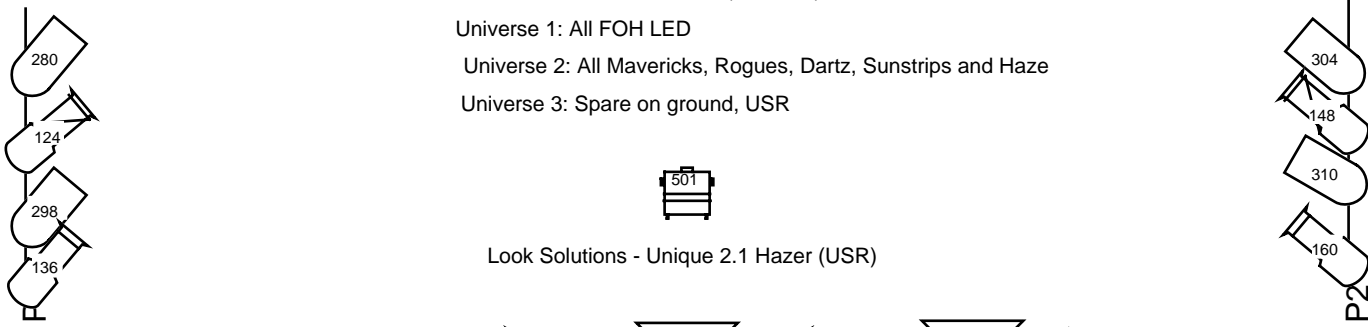 Universe 1: All FOH LED
280
304
Universe 2: All Mavericks, Rogues, Dartz, Sunstrips and Haze
Universe 3: Spare on ground, USR
124
148
501
310
298
Look Solutions - Unique 2.1 Hazer (USR)
160
136
P2